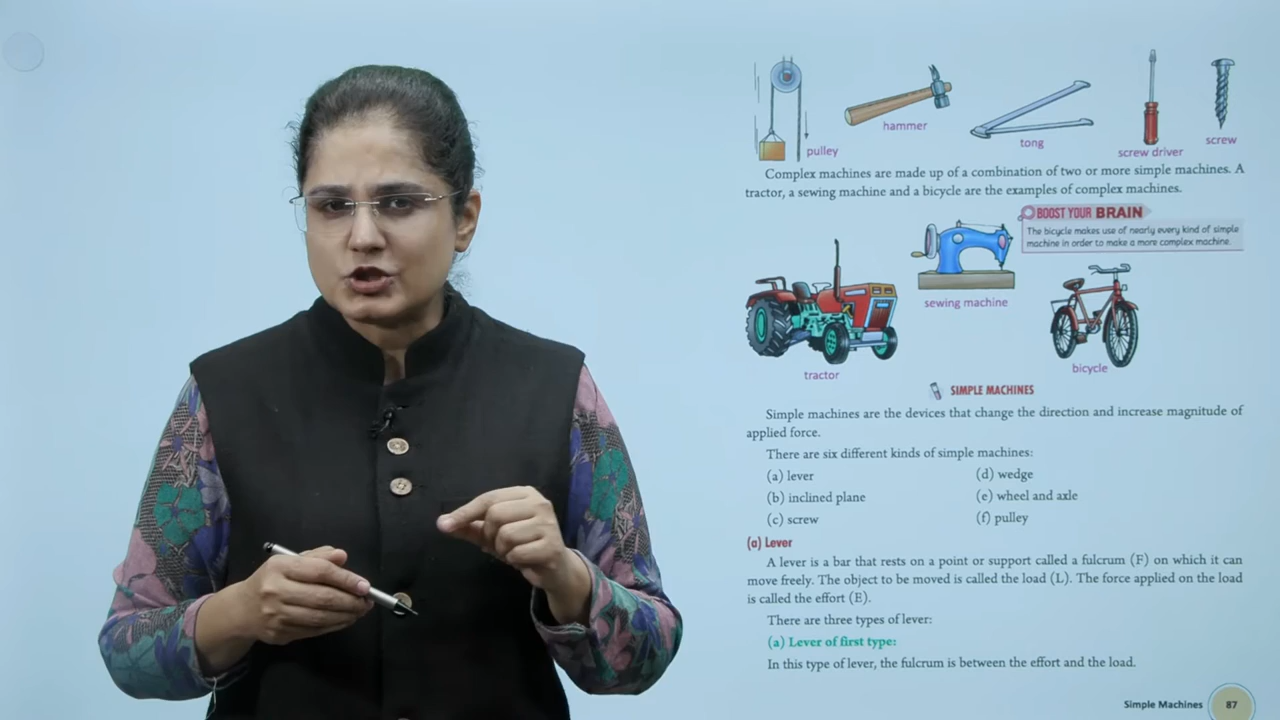 pulley
hammer
tong
screw driver
screw
Complex machines are made up of a combination of two or more simple machines. A
tractor, a sewing machine and a bicycle are the examples of complex machines.
BOOST YOUR BRAIN
The bicycle makes use of nearly every kind of simple
machine in order to make a more complex machine.
sewing machine
tractor
bicycle
SIMPLE MACHINES
Simple machines are the devices that change the direction and increase magnitude of
applied force.
There are six different kinds of simple machines:
(a) lever
(d) wedge
(b) inclined plane
(e) wheel and axle
(c) screw
(f) pulley
(a) Lever
A lever is a bar that rests on a point or support called a fulcrum (F) on which it can
move freely. The object to be moved is called the load (L). The force applied on the load
is called the effort (E).
There are three types of lever:
(a) Lever of first type:
In this type of lever, the fulcrum is between the effort and the load.
Simple Machines 87